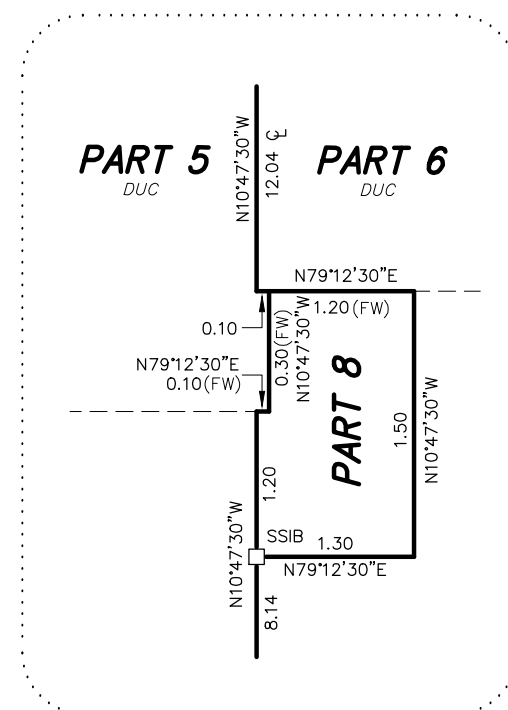 PART 5
DUC
N10°47'30"W
12.04 ℄
PART 6
DUC
N79°12'30"E
1.20 (FW)
0.10
0.30 (FW)
N10°47'30"W
N79°12'30"E
0.10 (FW)
PART 8
1.50
N10°47'30"W
1.20
N10°47'30"W
SSIB
1.30
N79°12'30"E
8.14